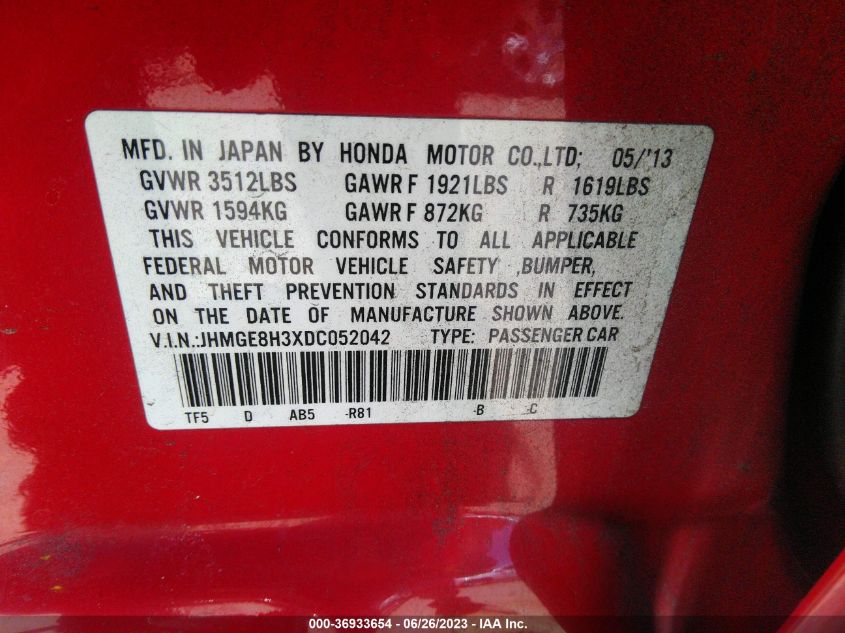 MFD. IN JAPAN BY HONDA MOTOR CO.,LTD; 05/'13
GVWR 3512LBS GAWR F 1921LBS R 1619LBS
GVWR 1594KG GAWR F 872KG R 735KG
THIS VEHICLE CONFORMS TO ALL APPLICABLE
FEDERAL MOTOR VEHICLE SAFETY ,BUMPER,
AND THEFT PREVENTION STANDARDS IN EFFECT
ON THE DATE OF MANUFACTURE SHOWN ABOVE.
V.I.N.:JHMGE8H3XDC052042 TYPE: PASSENGER CAR
TF5 D AB5 -R81 -B -C
000-36933654 / 06/26/2023 - IAA Inc.